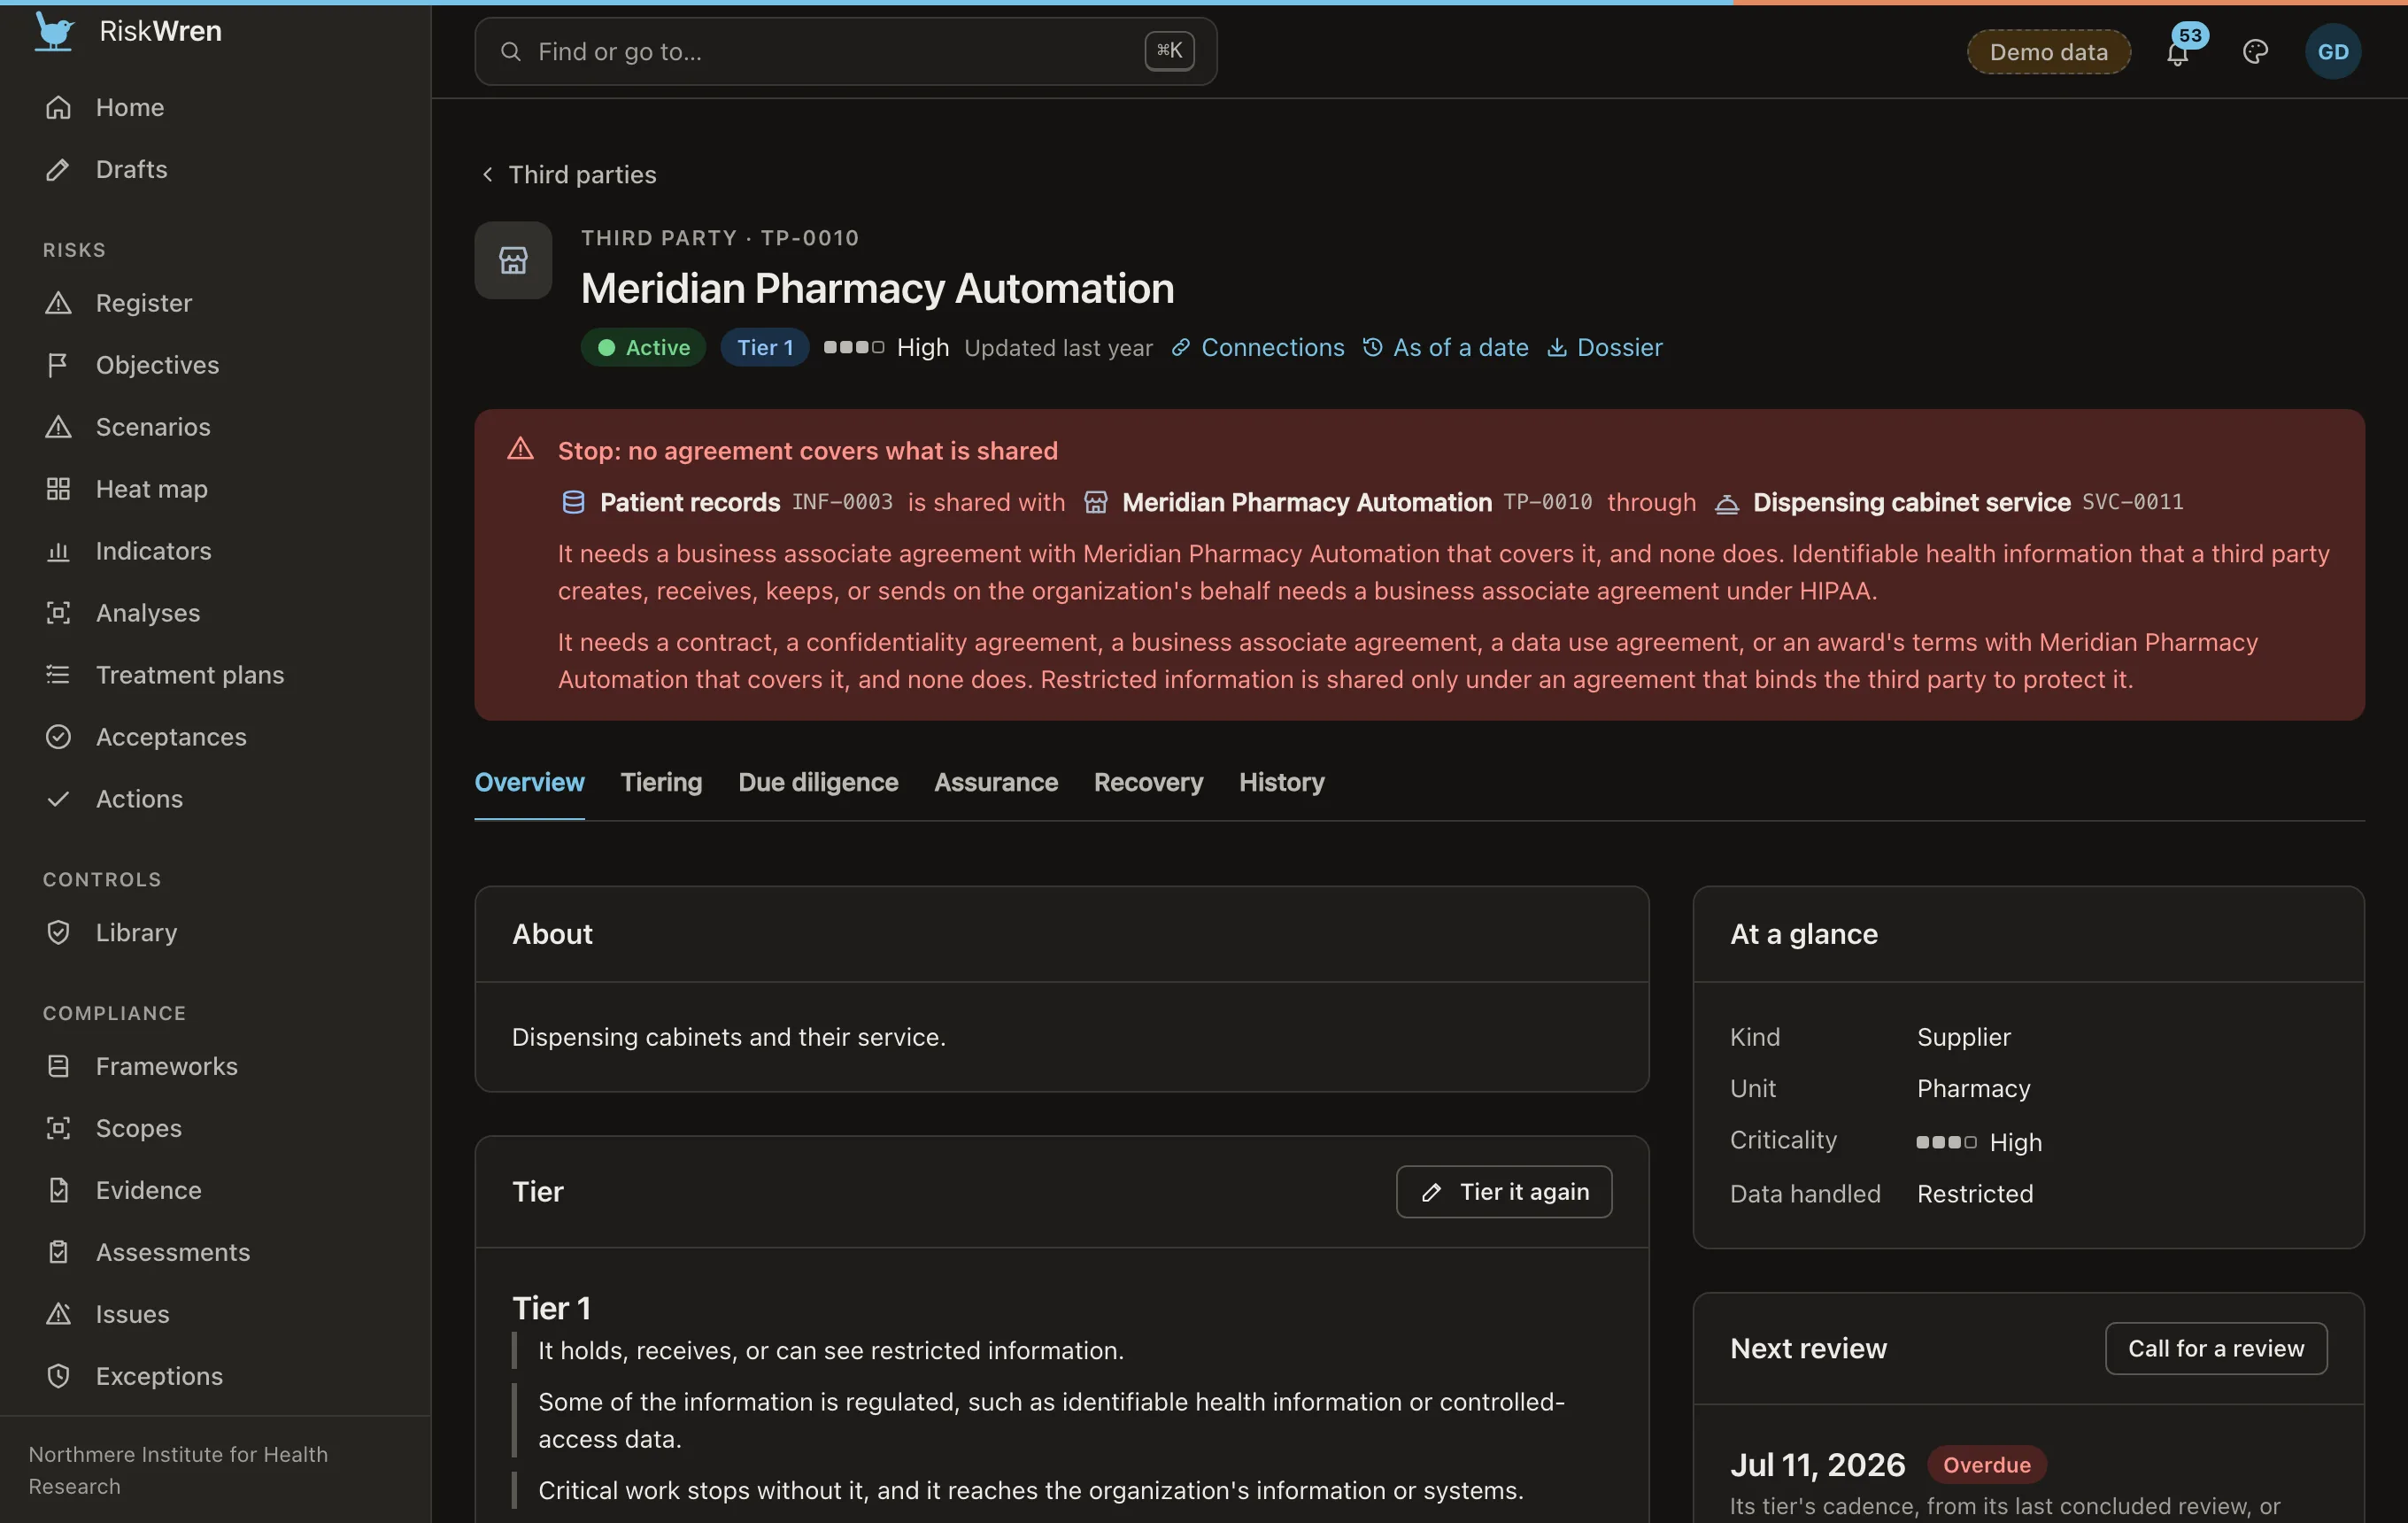 RiskWren
Find or go to...
⌘K
Demo data
53
GD
Home
Drafts
RISKS
Register
Objectives
Scenarios
Heat map
Indicators
Analyses
Treatment plans
Acceptances
Actions
CONTROLS
Library
COMPLIANCE
Frameworks
Scopes
Evidence
Assessments
Issues
Exceptions
Northmere Institute for Health
Research
Third parties
THIRD PARTY · TP-0010
Meridian Pharmacy Automation
Active Tier 1 High Updated last year Connections As of a date Dossier
Stop: no agreement covers what is shared
Patient records INF-0003 is shared with Meridian Pharmacy Automation TP-0010 through Dispensing cabinet service SVC-0011
It needs a business associate agreement with Meridian Pharmacy Automation that covers it, and none does. Identifiable health information that a third party
creates, receives, keeps, or sends on the organization's behalf needs a business associate agreement under HIPAA.
It needs a contract, a confidentiality agreement, a business associate agreement, a data use agreement, or an award's terms with Meridian Pharmacy
Automation that covers it, and none does. Restricted information is shared only under an agreement that binds the third party to protect it.
Overview Tiering Due diligence Assurance Recovery History
About
Dispensing cabinets and their service.
Tier
Tier it again
Tier 1
It holds, receives, or can see restricted information.
Some of the information is regulated, such as identifiable health information or controlled-
access data.
Critical work stops without it, and it reaches the organization's information or systems.
At a glance
Kind Supplier
Unit Pharmacy
Criticality High
Data handled Restricted
Next review
Call for a review
Jul 11, 2026 Overdue
Its tier's cadence, from its last concluded review, or